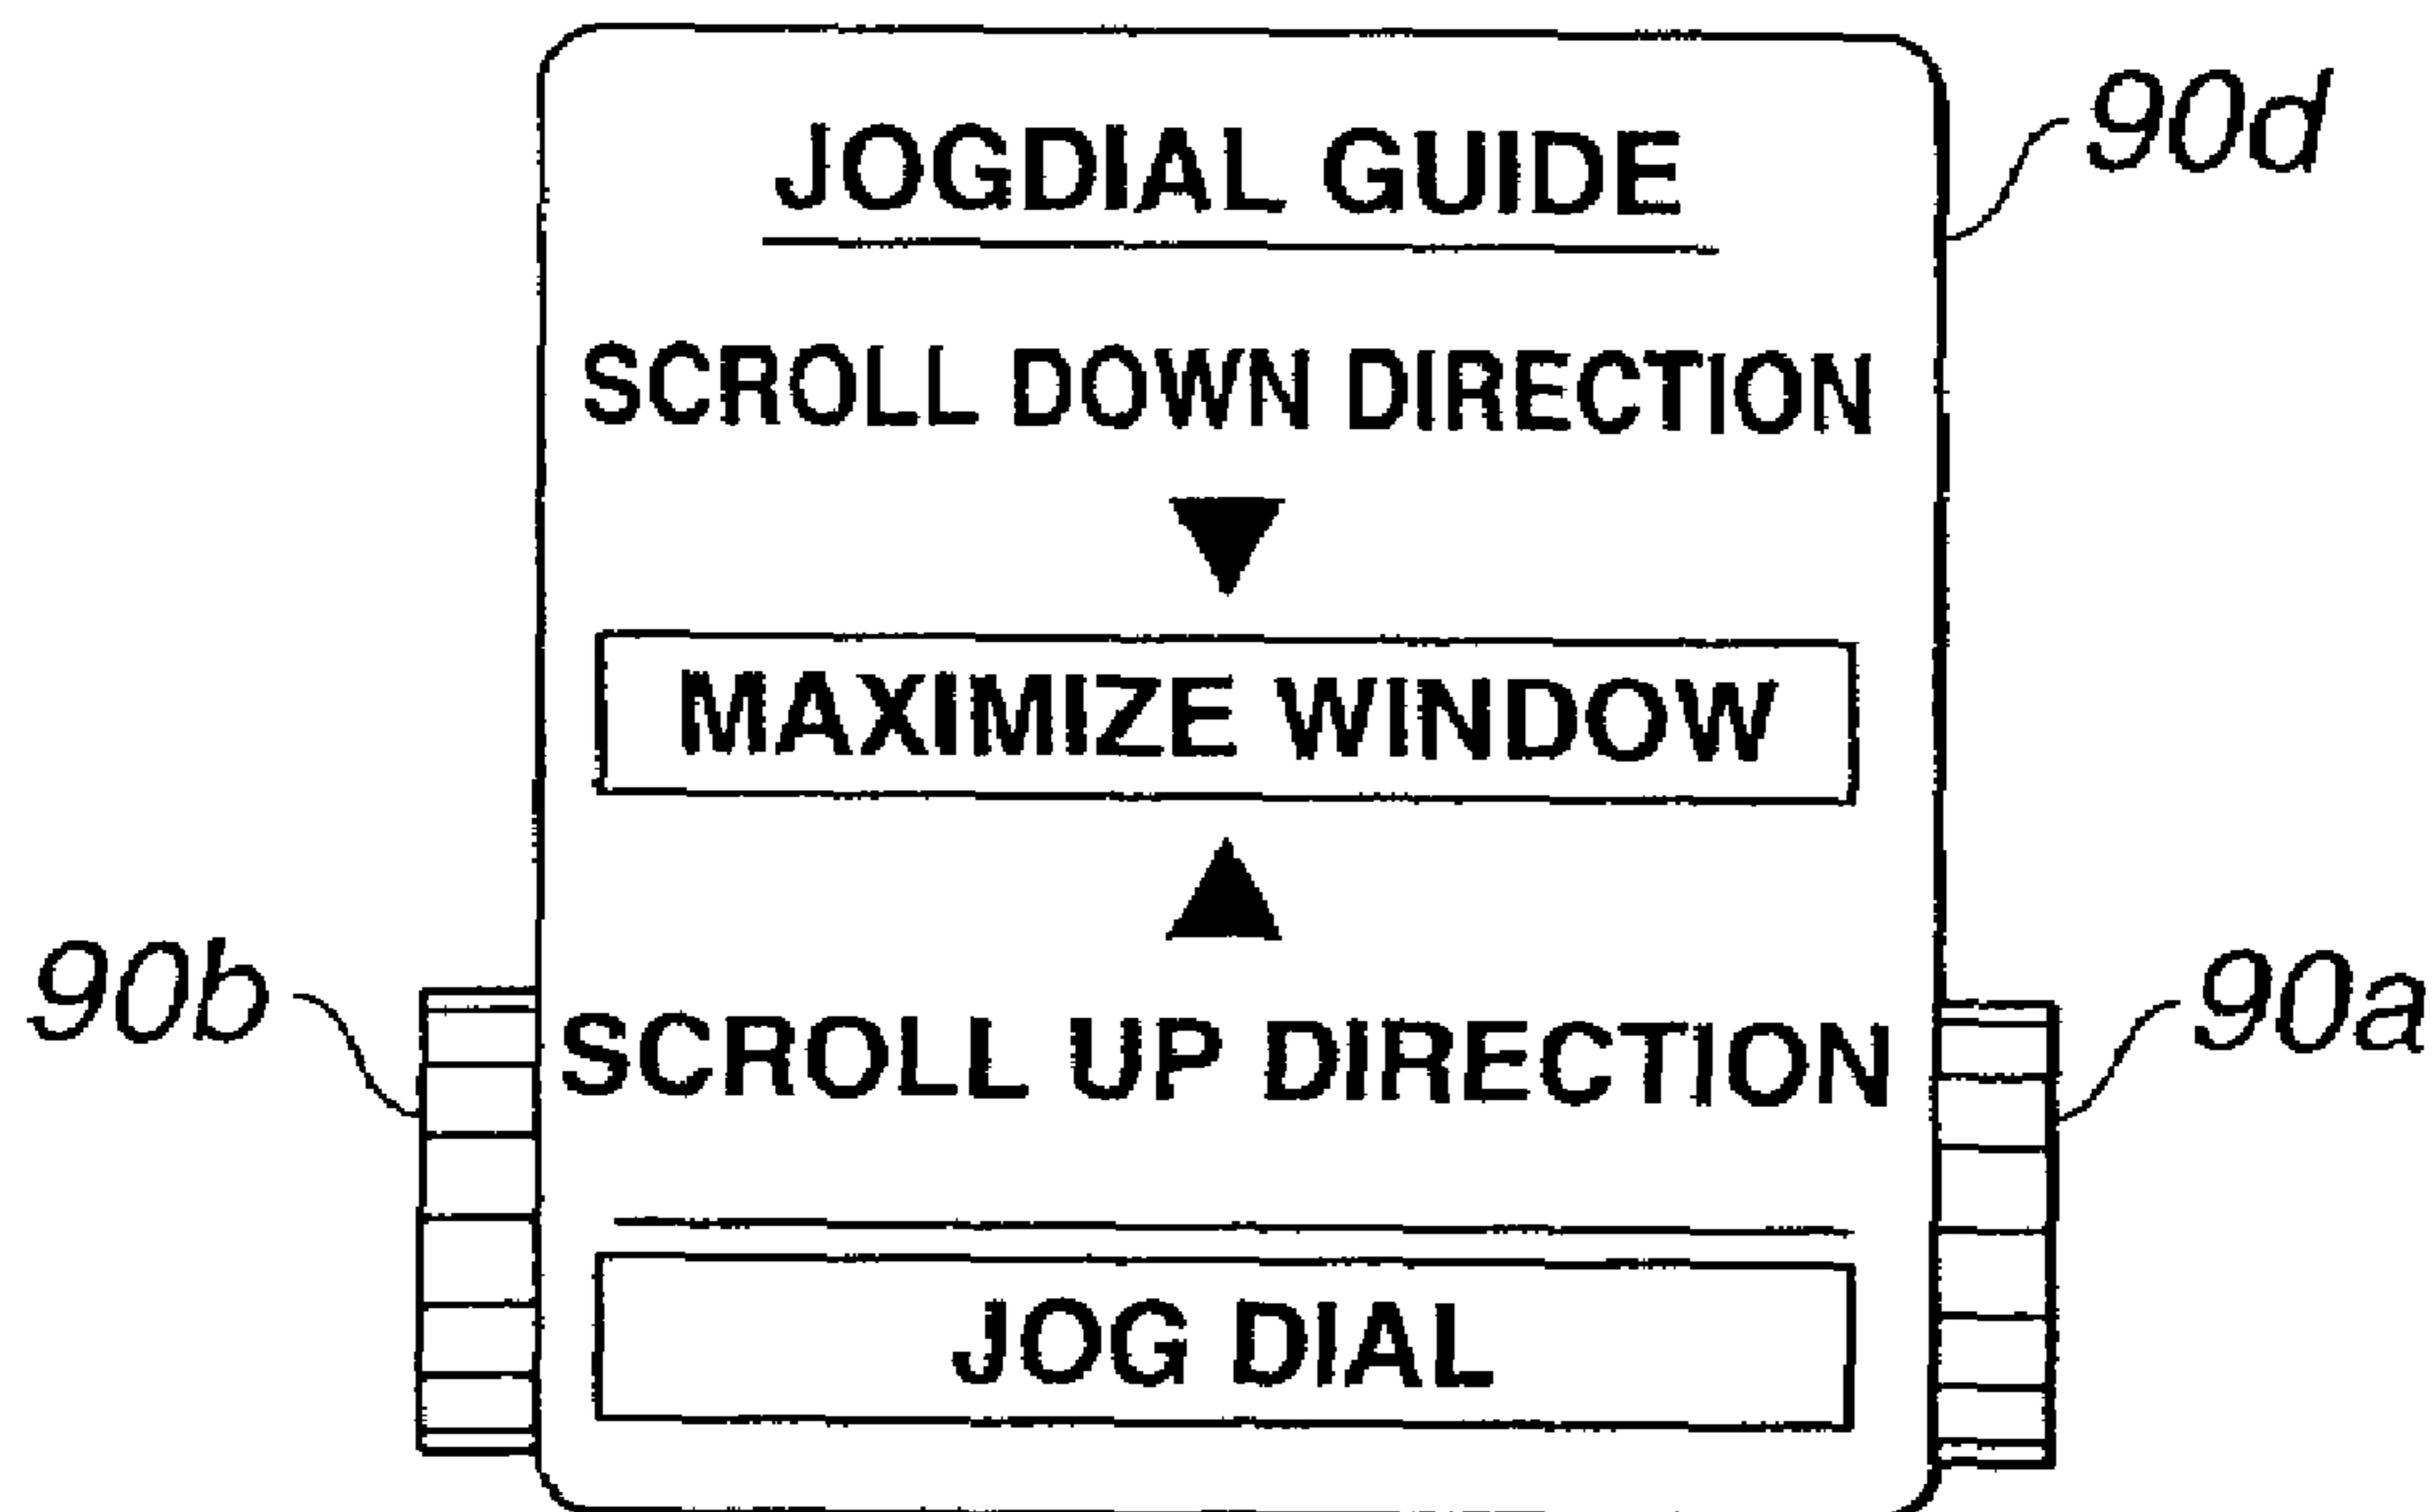 JOGDIAL GUIDE
90d
SCROLL DOWN DIRECTION
MAXIMIZE WINDOW
90b
90a
SCROLL UP DIRECTION
JOG DIAL